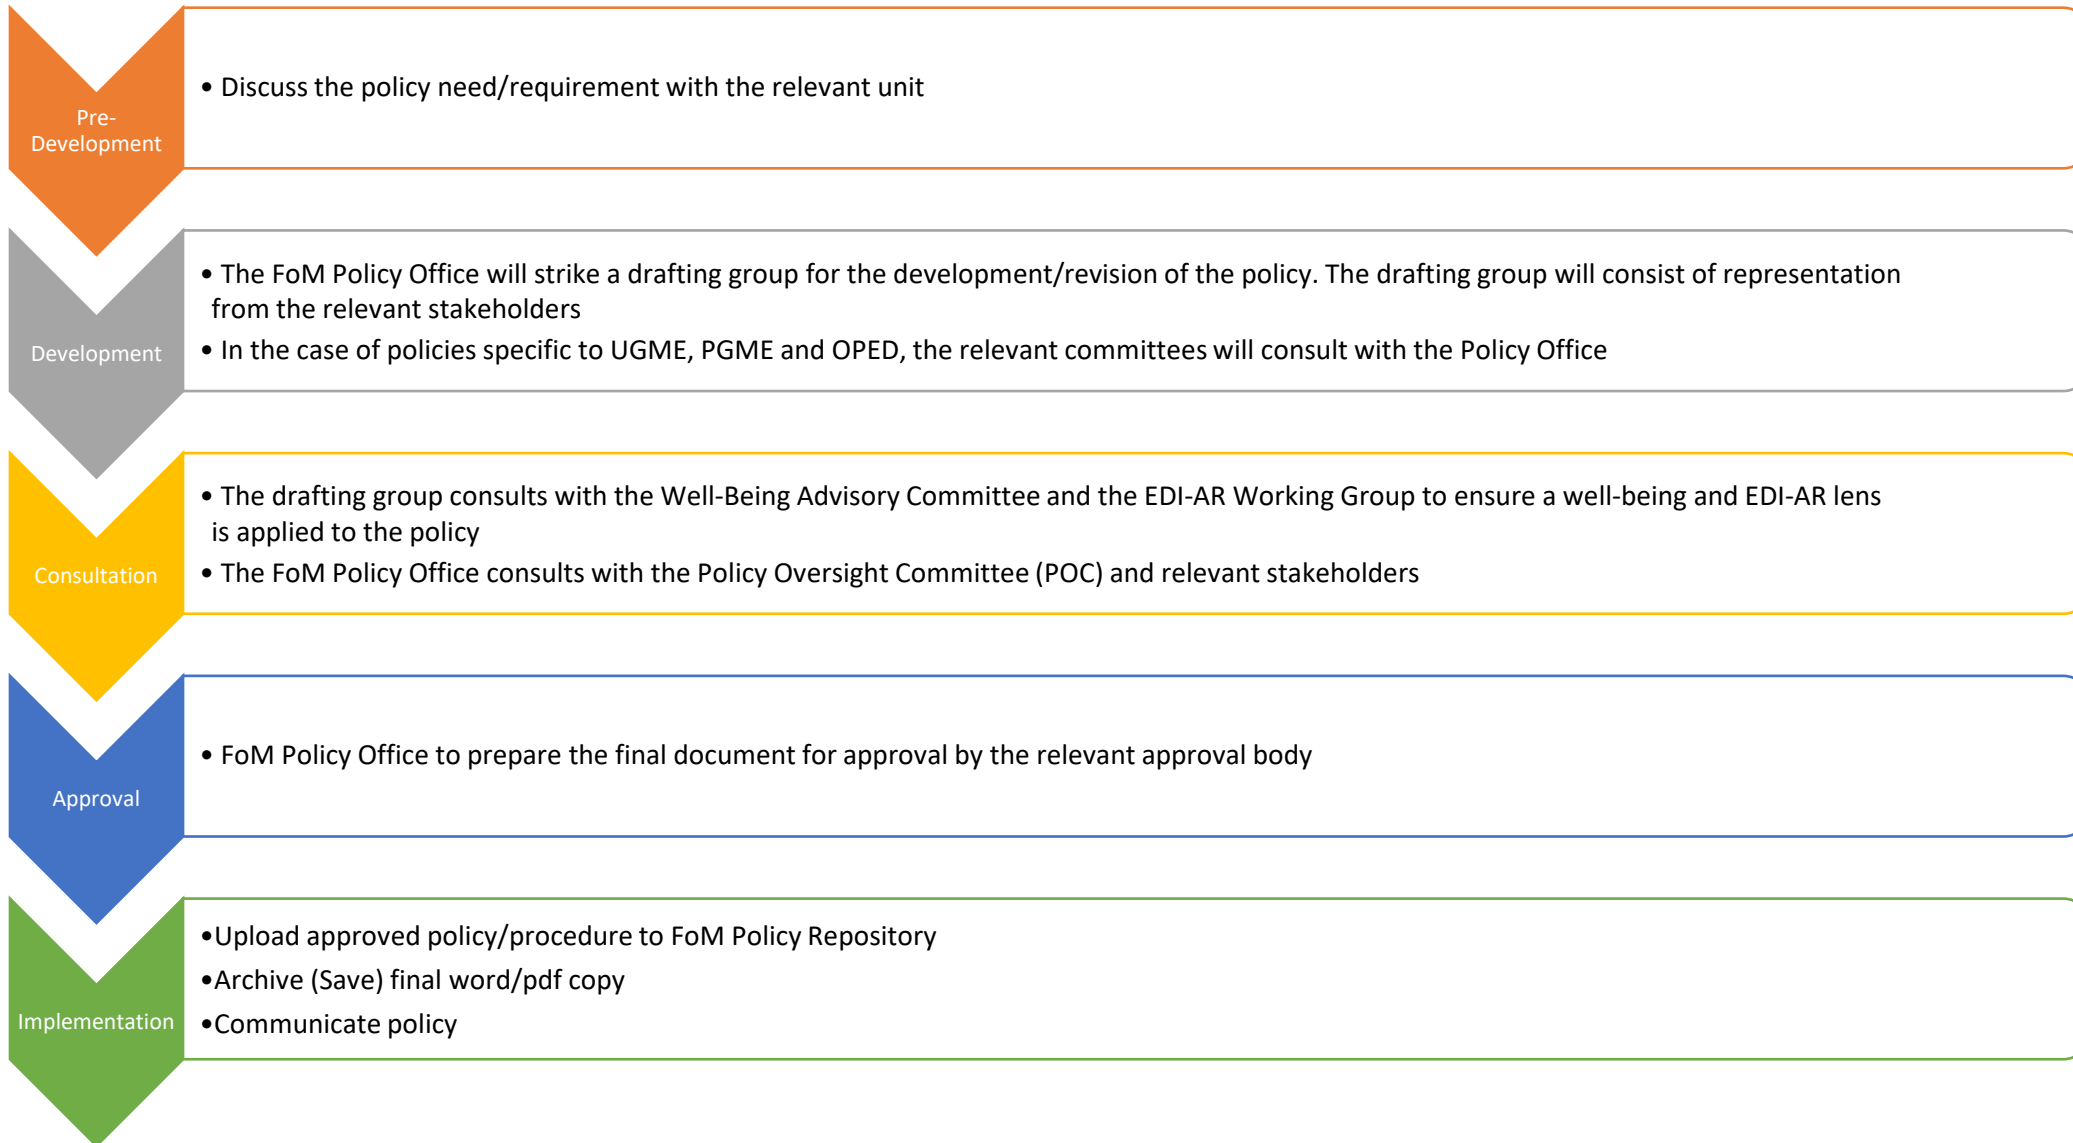 Pre-
Development
• Discuss the policy need/requirement with the relevant unit
Development
• The FoM Policy Office will strike a drafting group for the development/revision of the policy. The drafting group will consist of representation
from the relevant stakeholders
• In the case of policies specific to UGME, PGME and OPED, the relevant committees will consult with the Policy Office
Consultation
• The drafting group consults with the Well-Being Advisory Committee and the EDI-AR Working Group to ensure a well-being and EDI-AR lens
is applied to the policy
• The FoM Policy Office consults with the Policy Oversight Committee (POC) and relevant stakeholders
Approval
• FoM Policy Office to prepare the final document for approval by the relevant approval body
Implementation
•Upload approved policy/procedure to FoM Policy Repository
•Archive (Save) final word/pdf copy
•Communicate policy